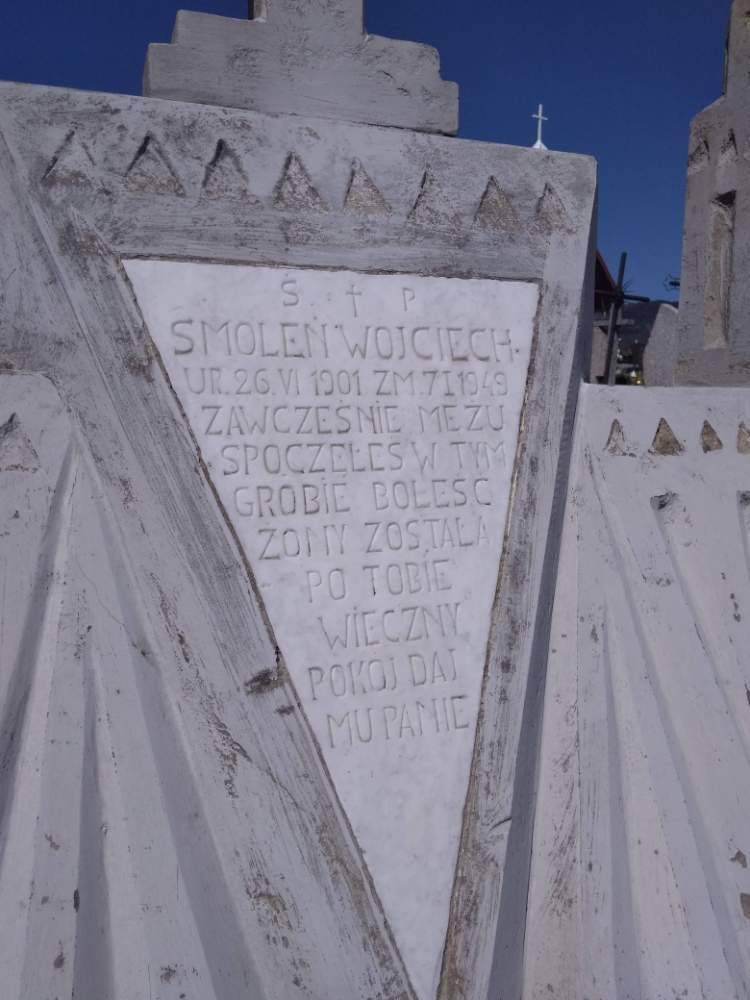 Ś † P
SMOLEŃ WOJCIECH.
UR. 26. VI 1901 ZM. 7 I 1949
ZAWCZEŚNIE MĘŻU
SPOCZELES W TYM
GROBIE BOLEŚĆ
ŻONY ZOSTAŁA
PO TOBIE
WIECZNY
POKÓJ DAJ
MU PANIE